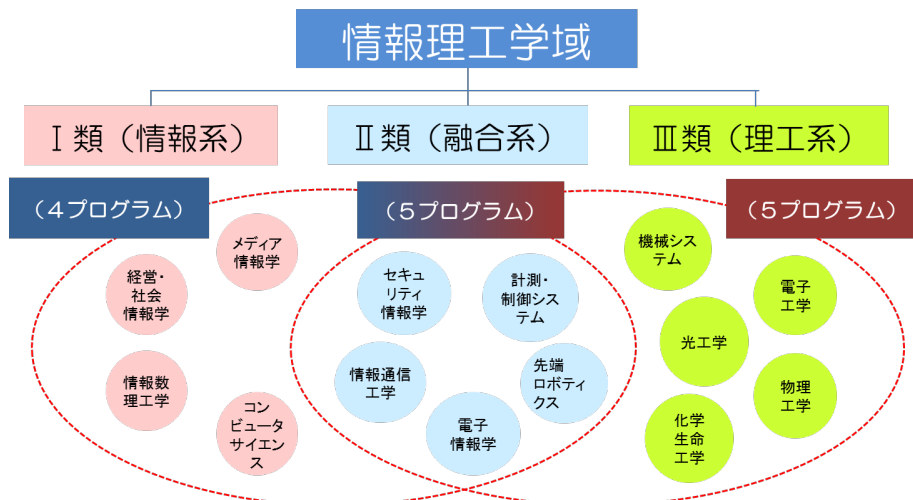 情報理工学域
Ⅰ類（情報系）
Ⅱ類（融合系）
Ⅲ類（理工系）
（４プログラム）
（５プログラム）
（５プログラム）
メディア
情報学
経営・
社会
情報学
情報数
理工学
コン
ピュータ
サイエン
ス
セキュ
リティ
情報学
計測・
制御シス
テム
情報通信
工学
先端
ロボティ
クス
電子
情報学
機械シス
テム
電子
工学
光工学
物理
工学
化学
生命
工学